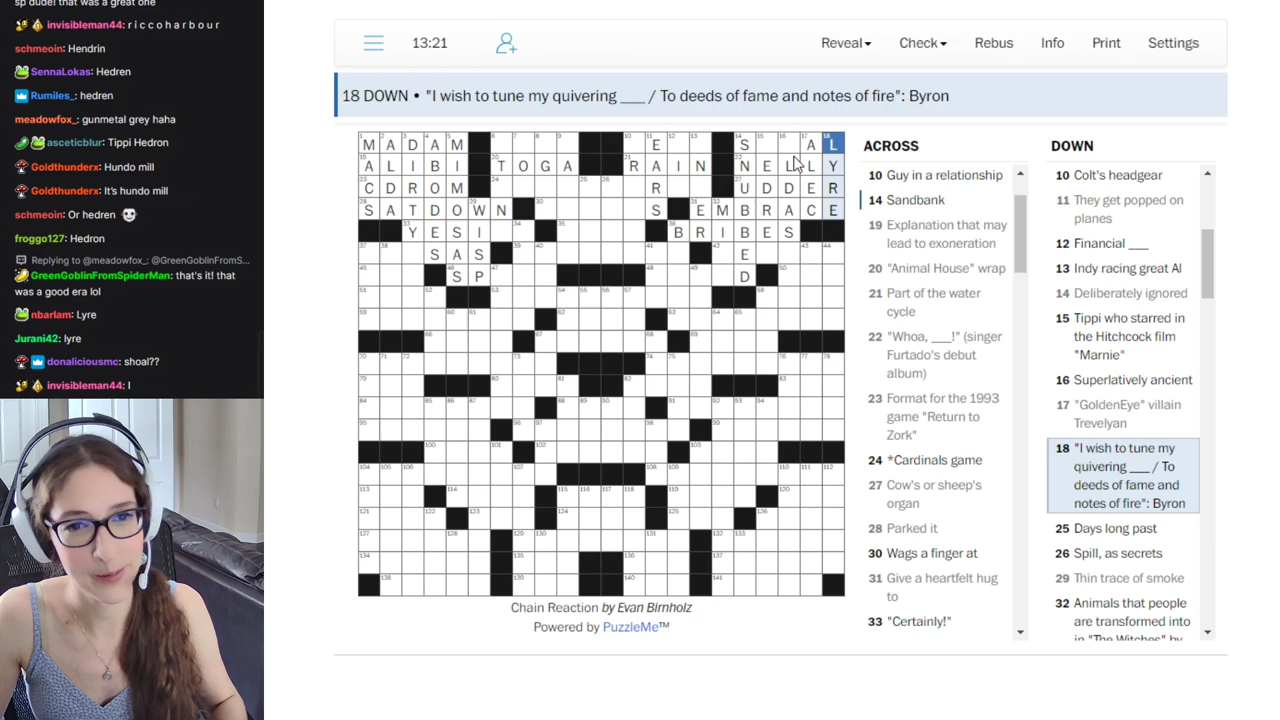 sp dude! that was a great one
invisibleman44: r i c c o h a r b o u r
schmeoin: Hendrin
SennaLokas: Hedren
Rumiles_: hedren
meadowfox_: gunmetal grey haha
asceticblur: Tippi Hedron
Goldthunderx: Hundo mill
Goldthunderx: It's hundo mill
schmeoin: Or hedren
froggo127: Hedron
Replying to @meadowfox_: @GreenGoblinFromS...
GreenGoblinFromSpiderMan: that's it! that
was a good era lol
nbarlam: Lyre
Jurani42: lyre
donaliciousmc: shoal??
invisibleman44: I
13:21
Reveal Check Rebus Info Print Settings
18 DOWN • "I wish to tune my quivering ___ / To deeds of fame and notes of fire": Byron
M A D A M E S A L
A L I B I T O G A R A I N N E L L Y
C D R O M R U D D E R
S A T D O W N S E M B R A C E
Y E S I B R I B E S
S A S E
S P D
Chain Reaction by Evan Birnholz
Powered by PuzzleMe™
ACROSS
10 Guy in a relationship
14 Sandbank
19 Explanation that may
lead to exoneration
20 "Animal House" wrap
21 Part of the water
cycle
22 "Whoa, ___!" (singer
Furtado's debut
album)
23 Format for the 1993
game "Return to
Zork"
24 *Cardinals game
27 Cow's or sheep's
organ
28 Parked it
30 Wags a finger at
31 Give a heartfelt hug
to
33 "Certainly!"
DOWN
10 Colt's headgear
11 They get popped on
planes
12 Financial ___
13 Indy racing great Al
14 Deliberately ignored
15 Tippi who starred in
the Hitchcock film
"Marnie"
16 Superlatively ancient
17 "GoldenEye" villain
Trevelyan
18 "I wish to tune my
quivering ___ / To
deeds of fame and
notes of fire": Byron
25 Days long past
26 Spill, as secrets
29 Thin trace of smoke
32 Animals that people
are transformed into
in "The Witches" by